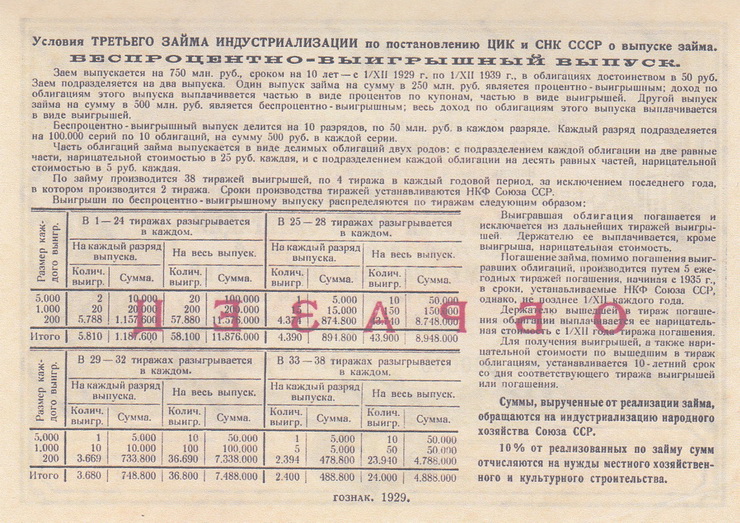 Условия ТРЕТЬЕГО ЗАЙМА ИНДУСТРИАЛИЗАЦИИ по постановлению ЦИК и СНК СССР о выпуске займа.
БЕСПРОЦЕНТНО-ВЫИГРЫШНЫЙ ВЫПУСК.
Заем выпускается на 750 млн. руб., сроком на 10 лет—с 1/XII 1929 г. по 1/XII 1939 г., в облигациях достоинством в 50 руб.
Заем подразделяется на два выпуска. Один выпуск займа на сумму в 250 млн. руб. является процентно-выигрышным; доход по
облигациям этого выпуска выплачивается частью в виде процентов по купонам, частью в виде выигрышей. Другой выпуск
займа на сумму в 500 млн. руб. является беспроцентно-выигрышным; весь доход по облигациям этого выпуска выплачивается
в виде выигрышей.
Беспроцентно-выигрышный выпуск делится на 10 разрядов, по 50 млн. руб. в каждом разряде. Каждый разряд подразделяется
на 100.000 серий по 10 облигаций, на сумму 500 руб. в каждой серии.
Часть облигаций займа выпускается в виде делимых облигаций двух родов: с подразделением каждой облигации на две равные
части, нарицательной стоимостью в 25 руб. каждая, и с подразделением каждой облигации на десять равных частей, нарицательной
стоимостью в 5 руб. каждая.
По займу производится 38 тиражей выигрышей, по 4 тиража в каждый годовой период, за исключением последнего года,
в котором производится 2 тиража. Сроки производства тиражей устанавливаются НКФ Союза ССР.
Выигрыши по беспроцентно-выигрышному выпуску распределяются по тиражам следующим образом:
Размер каждого выигр.
В 1—24 тиражах разыгрывается в каждом.
В 25—28 тиражах разыгрывается в каждом.
На каждый разряд выпуска.
На весь выпуск.
На каждый разряд выпуска.
На весь выпуск.
Колич. выигр. Сумма. Колич. выигр. Сумма. Колич. выигр. Сумма. Колич. выигр. Сумма.
5.000 2 10.000 20 100.000 5.000 10 50.000
1.000 20 20.000 200 200.000 15.000 150 150.000
200 5.788 1.157.600 57.880 11.576.000 874.800 8.748.000
Итого 5.810 1.187.600 58.100 11.876.000 4.390 891.800 43.900 8.948.000
В 29—32 тиражах разыгрывается в каждом.
В 33—38 тиражах разыгрывается в каждом.
Размер каждого выигр.
На каждый разряд выпуска.
На весь выпуск.
На каждый разряд выпуска.
На весь выпуск.
Колич. выигр. Сумма. Колич. выигр. Сумма. Колич. выигр. Сумма. Колич. выигр. Сумма.
5,000 1 5.000 10 50.000 1 5.000 10 50.000
1,000 10 10.000 100 100.000 5 5.000 50 50.000
200 3.669 733.800 36.690 7.338.000 2.394 478.800 23.940 4.788.000
Итого 3.680 748.800 36.800 7.488.000 2.400 488.800 24.000 4.888.000
Выигравшая облигация погашается и
исключается из дальнейших тиражей выигрышей.
Держателю ее выплачивается, кроме
выигрыша, нарицательная стоимость.
Погашение займа, помимо погашения выигравших
облигаций, производится путем 5 ежегодных
тиражей погашения, начиная с 1935 г.,
в сроки, устанавливаемые НКФ Союза ССР,
однако, не позднее 1/XII каждого года.
Держателю вышедшей в тираж погашения
облигации выплачивается ее нарицательная
стоимость с 1/XII года тиража погашения.
Для получения выигрышей, а также нарицательной
стоимости по вышедшим в тираж
облигациям, устанавливается 10-летний срок
со дня соответствующего тиража выигрышей
или погашения.
Суммы, вырученные от реализации займа,
обращаются на индустриализацию народного
хозяйства Союза ССР.
10% от реализованных по займу сумм
отчисляются на нужды местного хозяйственного
и культурного строительства.
ОБРАЗЕЦ
ГОЗНАК. 1929.